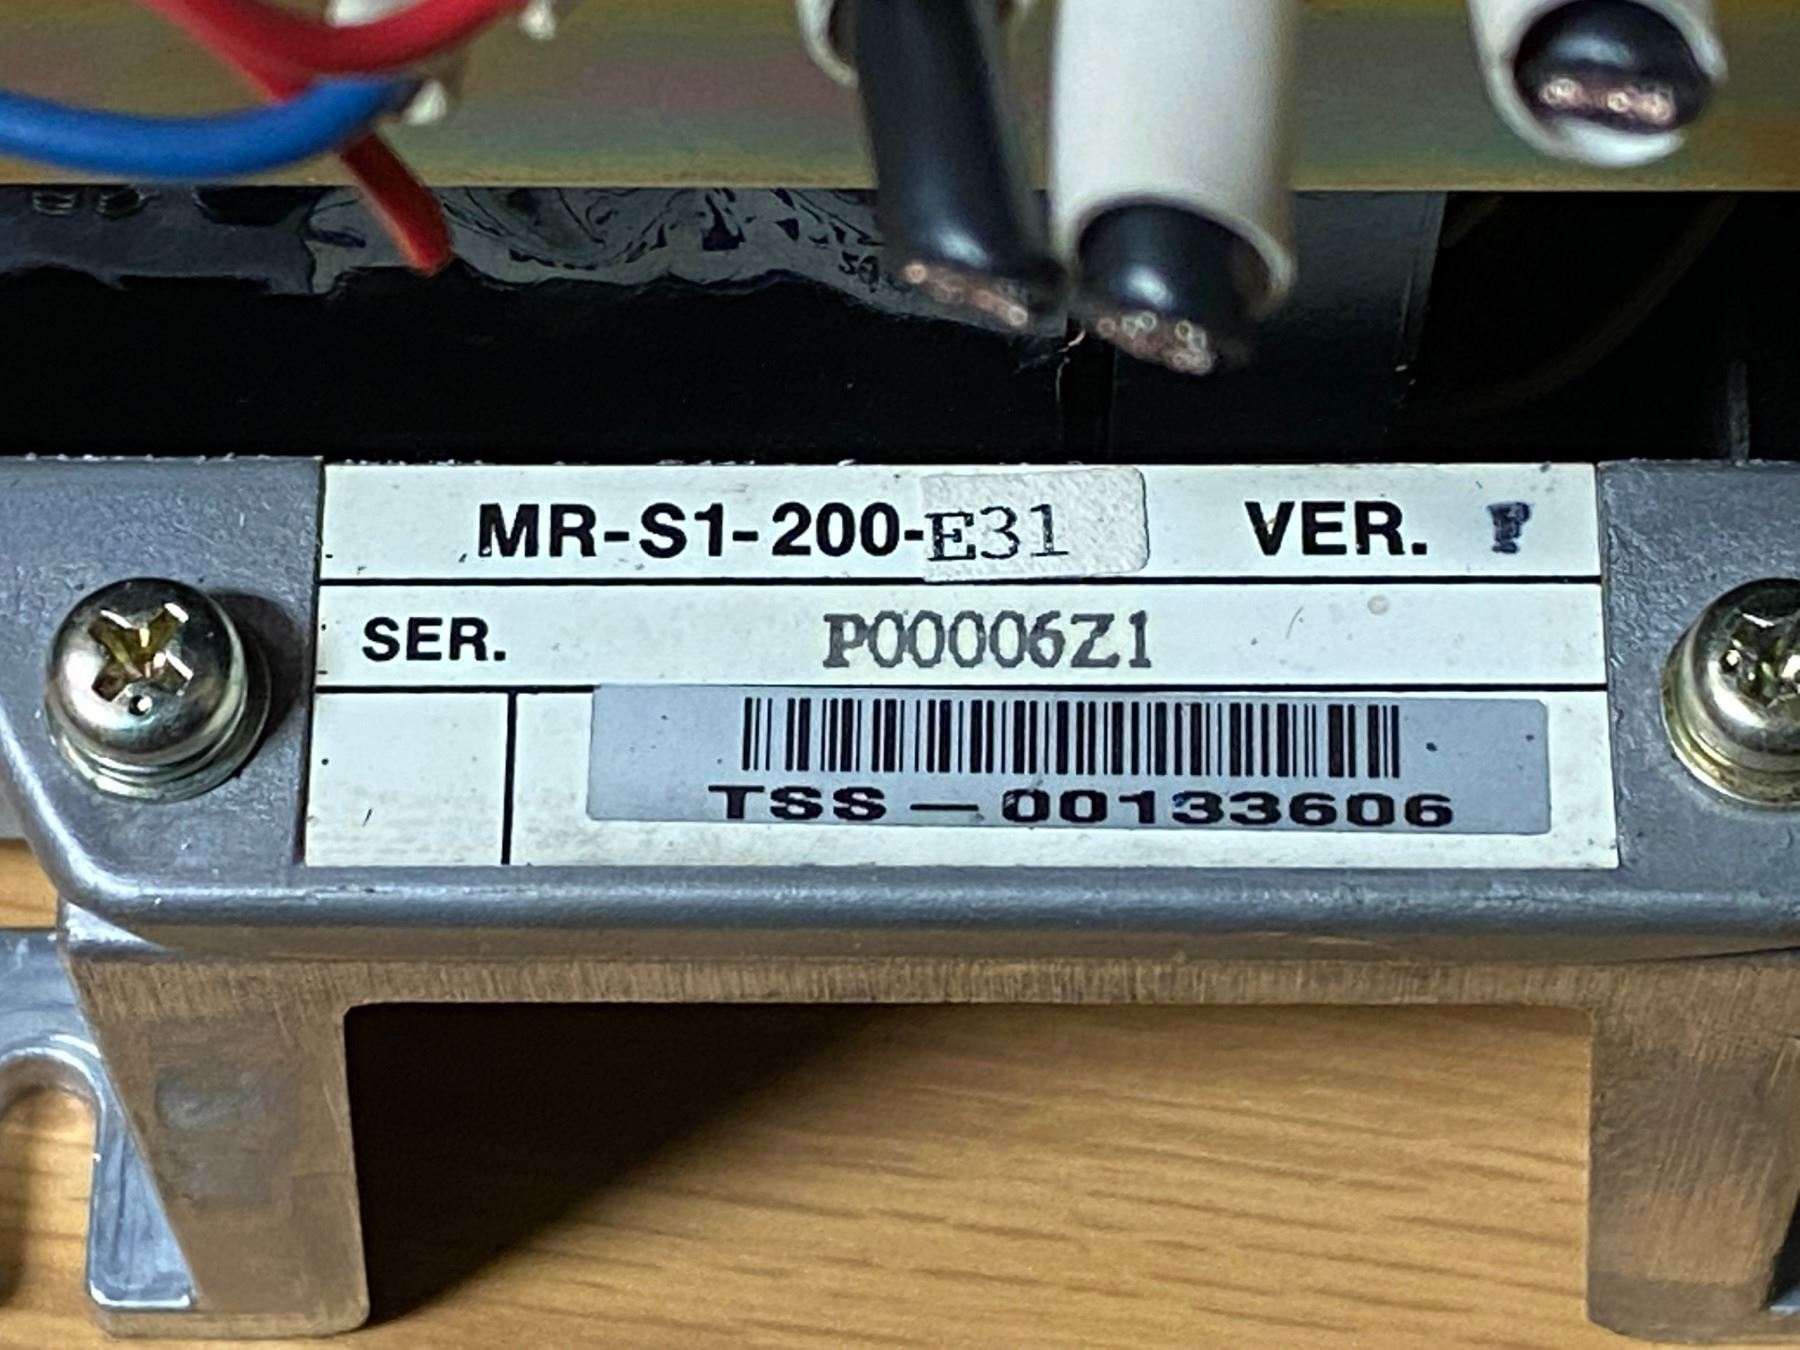 MR-S1-200-E31 VER. F
SER. P00006Z1
TSS-00133606